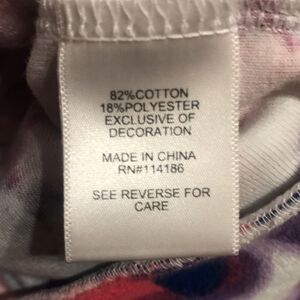 82%COTTON
18%POLYESTER
EXCLUSIVE OF
DECORATION
MADE IN CHINA
RN#114186
SEE REVERSE FOR
CARE